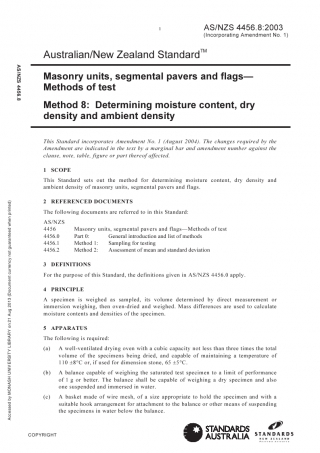 1
AS/NZS 4456.8:2003
(Incorporating Amendment No. 1)
Australian/New Zealand Standard™
Masonry units, segmental pavers and flags—
Methods of test
Method 8: Determining moisture content, dry
density and ambient density
This Standard incorporates Amendment No. 1 (August 2004). The changes required by the
Amendment are indicated in the text by a marginal bar and amendment number against the
clause, note, table, figure or part thereof affected.
1 SCOPE
This Standard sets out the method for determining moisture content, dry density and
ambient density of masonry units, segmental pavers and flags.
2 REFERENCED DOCUMENTS
The following documents are referred to in this Standard:
AS/NZS
4456 Masonry units, segmental pavers and flags—Methods of test
4456.0 Part 0: General introduction and list of methods
4456.1 Method 1: Sampling for testing
4456.2 Method 2: Assessment of mean and standard deviation
3 DEFINITIONS
For the purpose of this Standard, the definitions given in AS/NZS 4456.0 apply.
4 PRINCIPLE
A specimen is weighed as sampled, its volume determined by direct measurement or
immersion weighing, then oven-dried and weighed. Mass differences are used to calculate
moisture contents and densities of the specimen.
5 APPARATUS
The following is required:
(a) A well-ventilated drying oven with a cubic capacity not less than three times the total
volume of the specimens being dried, and capable of maintaining a temperature of
110 ±8°C or, if used for dimension stone, 65 ±5°C.
(b) A balance capable of weighing the saturated test specimen to a limit of performance
of 1 g or better. The balance shall be capable of weighing a dry specimen and also
one suspended and immersed in water.
(c) A basket made of wire mesh, of a size appropriate to hold the specimen and with a
suitable hook arrangement for attachment to the balance or other means of suspending
the specimens in water below the balance.
COPYRIGHT
STANDARDS
AUSTRALIA
STANDARDS
NEW ZEALAND
AS/NZS 4456.8
Accessed by MONASH UNIVERSITY LIBRARY on 21 Aug 2013 (Document currency not guaranteed when printed)